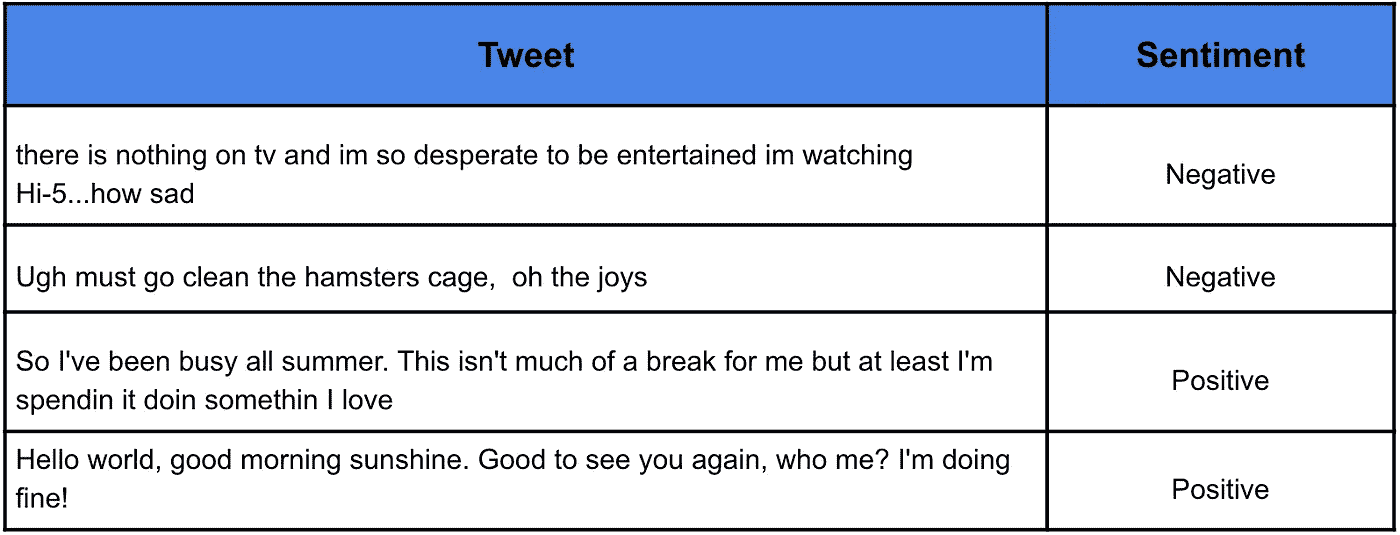 Tweet
Sentiment
there is nothing on tv and im so desperate to be entertained im watching
Hi-5...how sad
Negative
Ugh must go clean the hamsters cage,  oh the joys
Negative
So I've been busy all summer. This isn't much of a break for me but at least I'm
spendin it doin somethin I love
Positive
Hello world, good morning sunshine. Good to see you again, who me? I'm doing
fine!
Positive